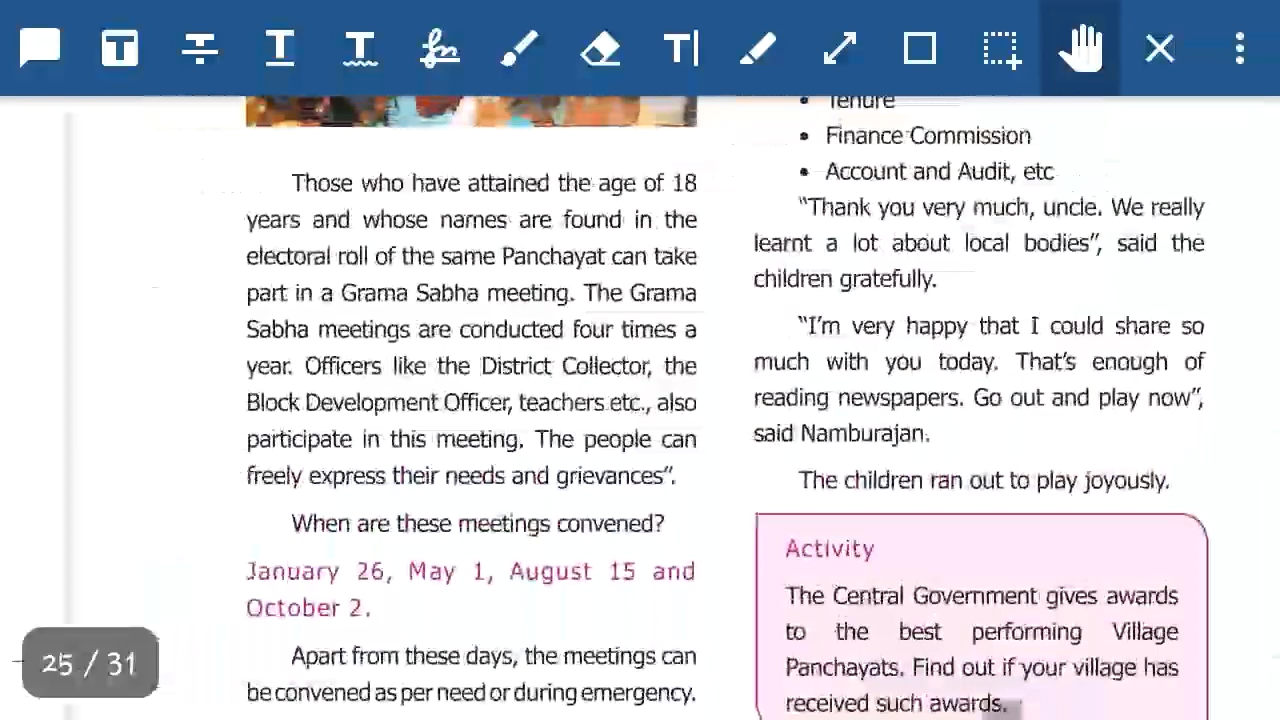 Those who have attained the age of 18
years and whose names are found in the
electoral roll of the same Panchayat can take
part in a Grama Sabha meeting. The Grama
Sabha meetings are conducted four times a
year. Officers like the District Collector, the
Block Development Officer, teachers etc., also
participate in this meeting. The people can
freely express their needs and grievances”.
When are these meetings convened?
January 26, May 1, August 15 and
October 2.
Apart from these days, the meetings can
be convened as per need or during emergency.
• Tenure
• Finance Commission
• Account and Audit, etc
“Thank you very much, uncle. We really
learnt a lot about local bodies”, said the
children gratefully.
“I’m very happy that I could share so
much with you today. That’s enough of
reading newspapers. Go out and play now”,
said Namburajan.
The children ran out to play joyously.
Activity
The Central Government gives awards
to the best performing Village
Panchayats. Find out if your village has
received such awards.
25 / 31